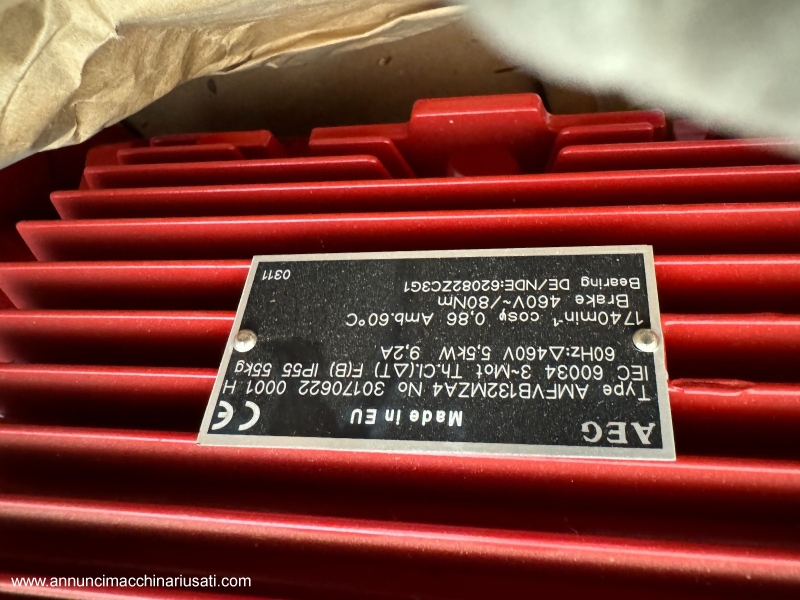 AEG Made in EU CE
Type AMFVB132MZA4 No 30170622 0001 H
IEC 60034 3~Mot Th.Cl.(ΔT) F(B) IP55 55kg
60Hz:△460V 5,5kW 9,2A
1740min⁻¹ cosφ 0,86 Amb.60°C
Brake 460V~/80Nm
Bearing DE/NDE:62082ZC3G1
0311
www.annuncimacchinariusati.com